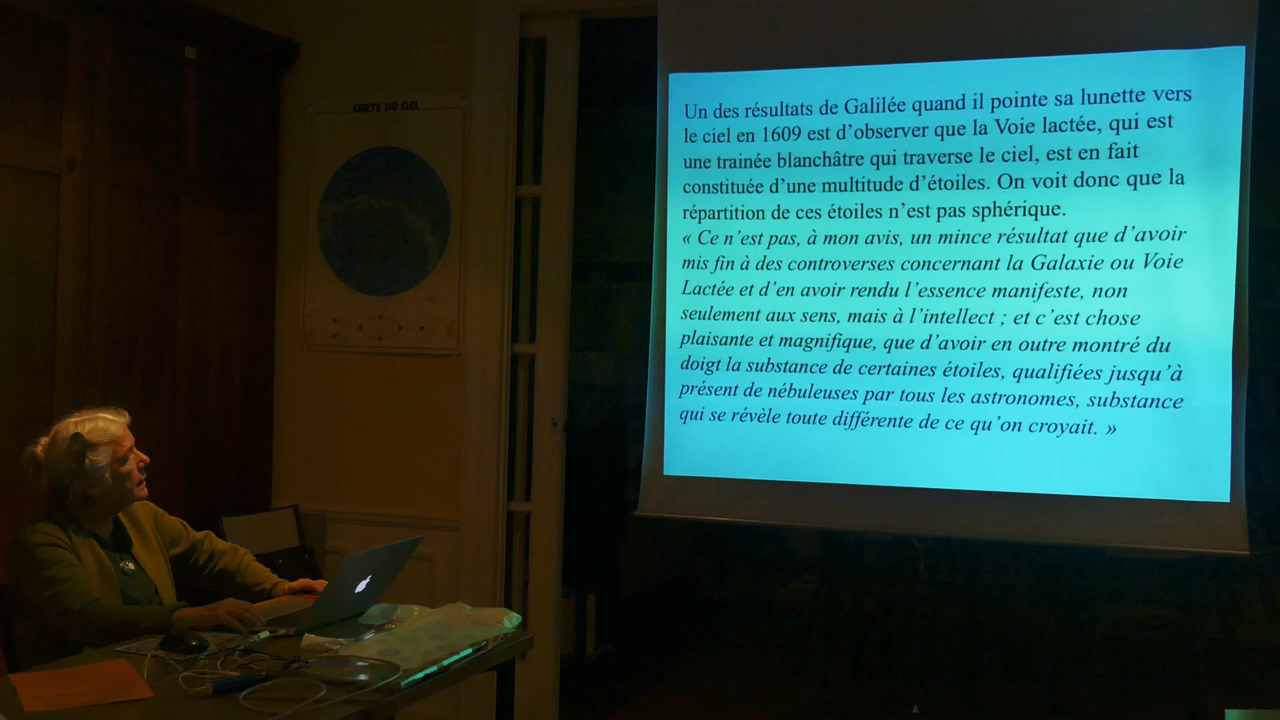 CARTE DU CIEL
Un des résultats de Galilée quand il pointe sa lunette vers
le ciel en 1609 est d’observer que la Voie lactée, qui est
une trainée blanchâtre qui traverse le ciel, est en fait
constituée d’une multitude d’étoiles. On voit donc que la
répartition de ces étoiles n’est pas sphérique.
« Ce n’est pas, à mon avis, un mince résultat que d’avoir
mis fin à des controverses concernant la Galaxie ou Voie
Lactée et d’en avoir rendu l’essence manifeste, non
seulement aux sens, mais à l’intellect ; et c’est chose
plaisante et magnifique, que d’avoir en outre montré du
doigt la substance de certaines étoiles, qualifiées jusqu’à
présent de nébuleuses par tous les astronomes, substance
qui se révèle toute différente de ce qu’on croyait. »